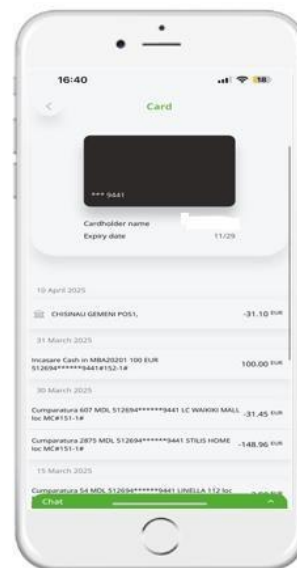 16:40
18
Card
*** 9441
Cardholder name
Expiry date 11/29
10 April 2025
CHISINAU GEMENI POS1, -31.10 EUR
31 March 2025
Incasare Cash in MBA20201 100 EUR
512694******9441#152-1# 100.00 EUR
30 March 2025
Cumparatura 607 MDL 512694******9441 LC WAIKIKI MALL
loc MC#151-1# -31.45 EUR
Cumparatura 2875 MDL 512694******9441 STILIS HOME
loc MC#151-1# -148.96 EUR
15 March 2025
Cumparatura 54 MDL 512694******9441 LINELLA 112 loc
Chat